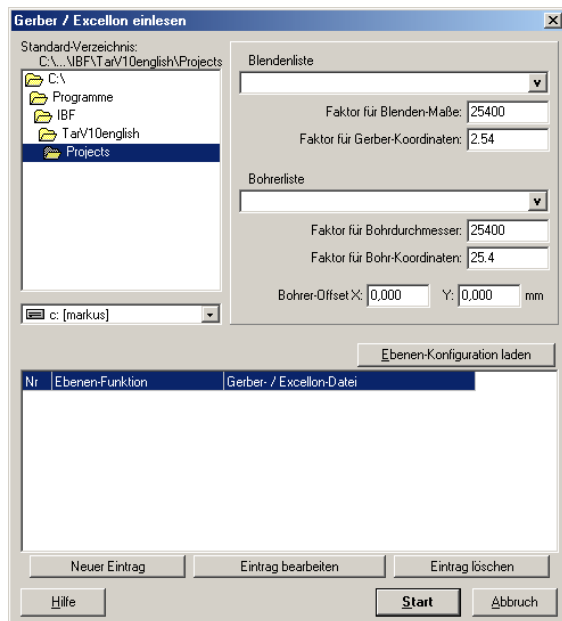 Gerber / Excellon einlesen
Standard-Verzeichnis:
C:\...\IBF\TarV10english\Projects
C:\
Programme
IBF
TarV10english
Projects
c: [markus]
Blendenliste
Faktor für Blenden-Maße: 25400
Faktor für Gerber-Koordinaten: 2.54
Bohrerliste
Faktor für Bohrdurchmesser: 25400
Faktor für Bohr-Koordinaten: 25.4
Bohrer-Offset X: 0,000 Y: 0,000 mm
Ebenen-Konfiguration laden
Nr Ebenen-Funktion Gerber- / Excellon-Datei
Neuer Eintrag Eintrag bearbeiten Eintrag löschen
Hilfe Start Abbruch